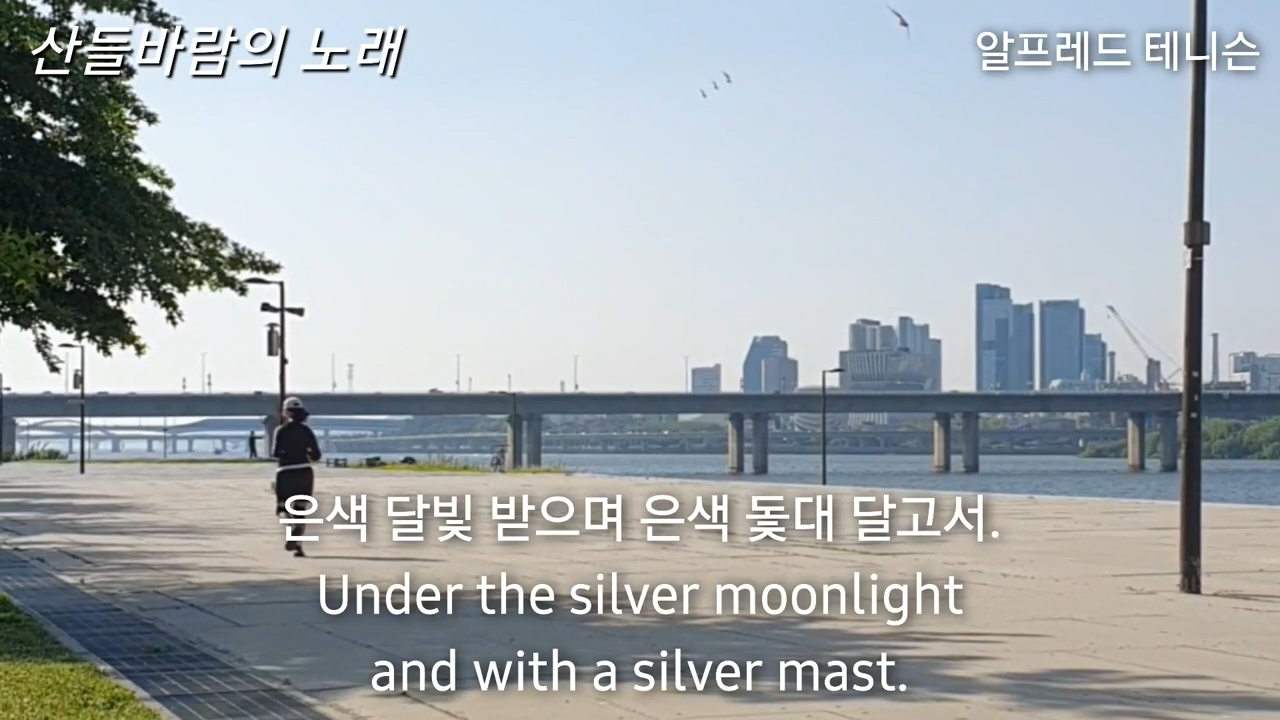 산들바람의 노래
알프레드 테니슨
은색 달빛 받으며 은색 돛대 달고서.
Under the silver moonlight
and with a silver mast.